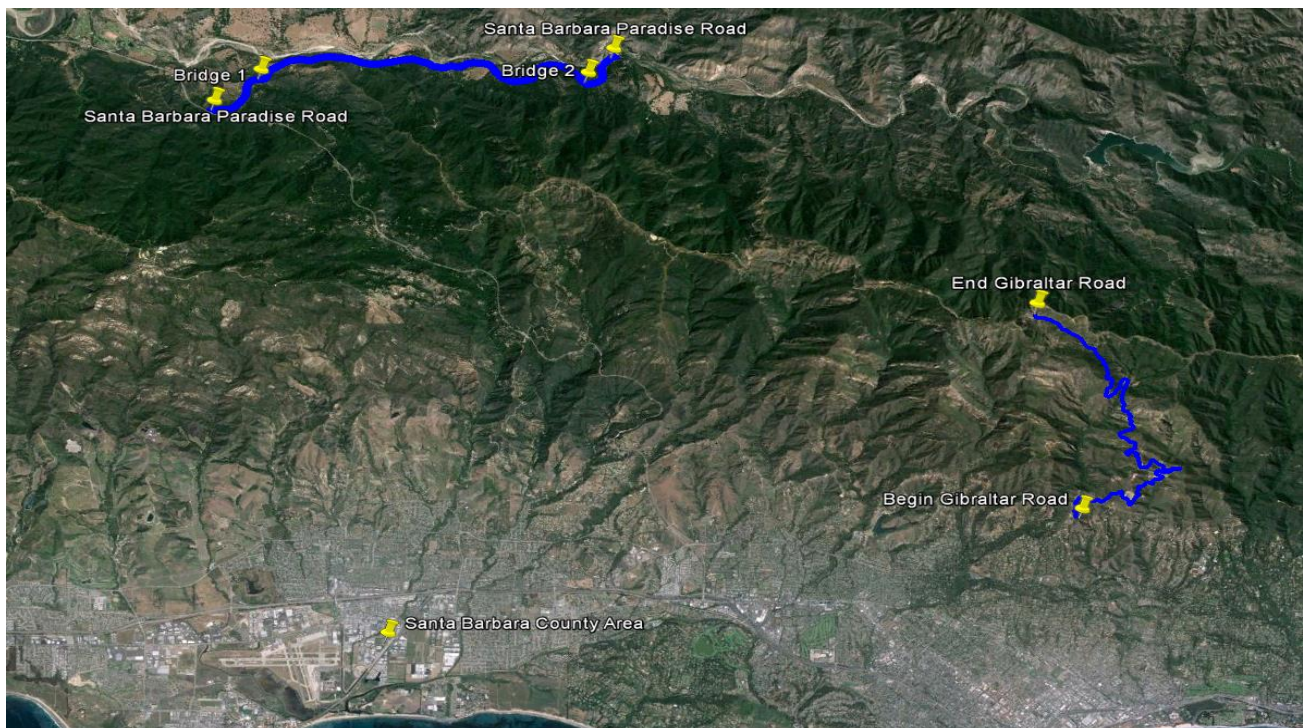 Santa Barbara Paradise Road
Bridge 1
Bridge 2
Santa Barbara Paradise Road
End Gibraltar Road
Begin Gibraltar Road
Santa Barbara County Area